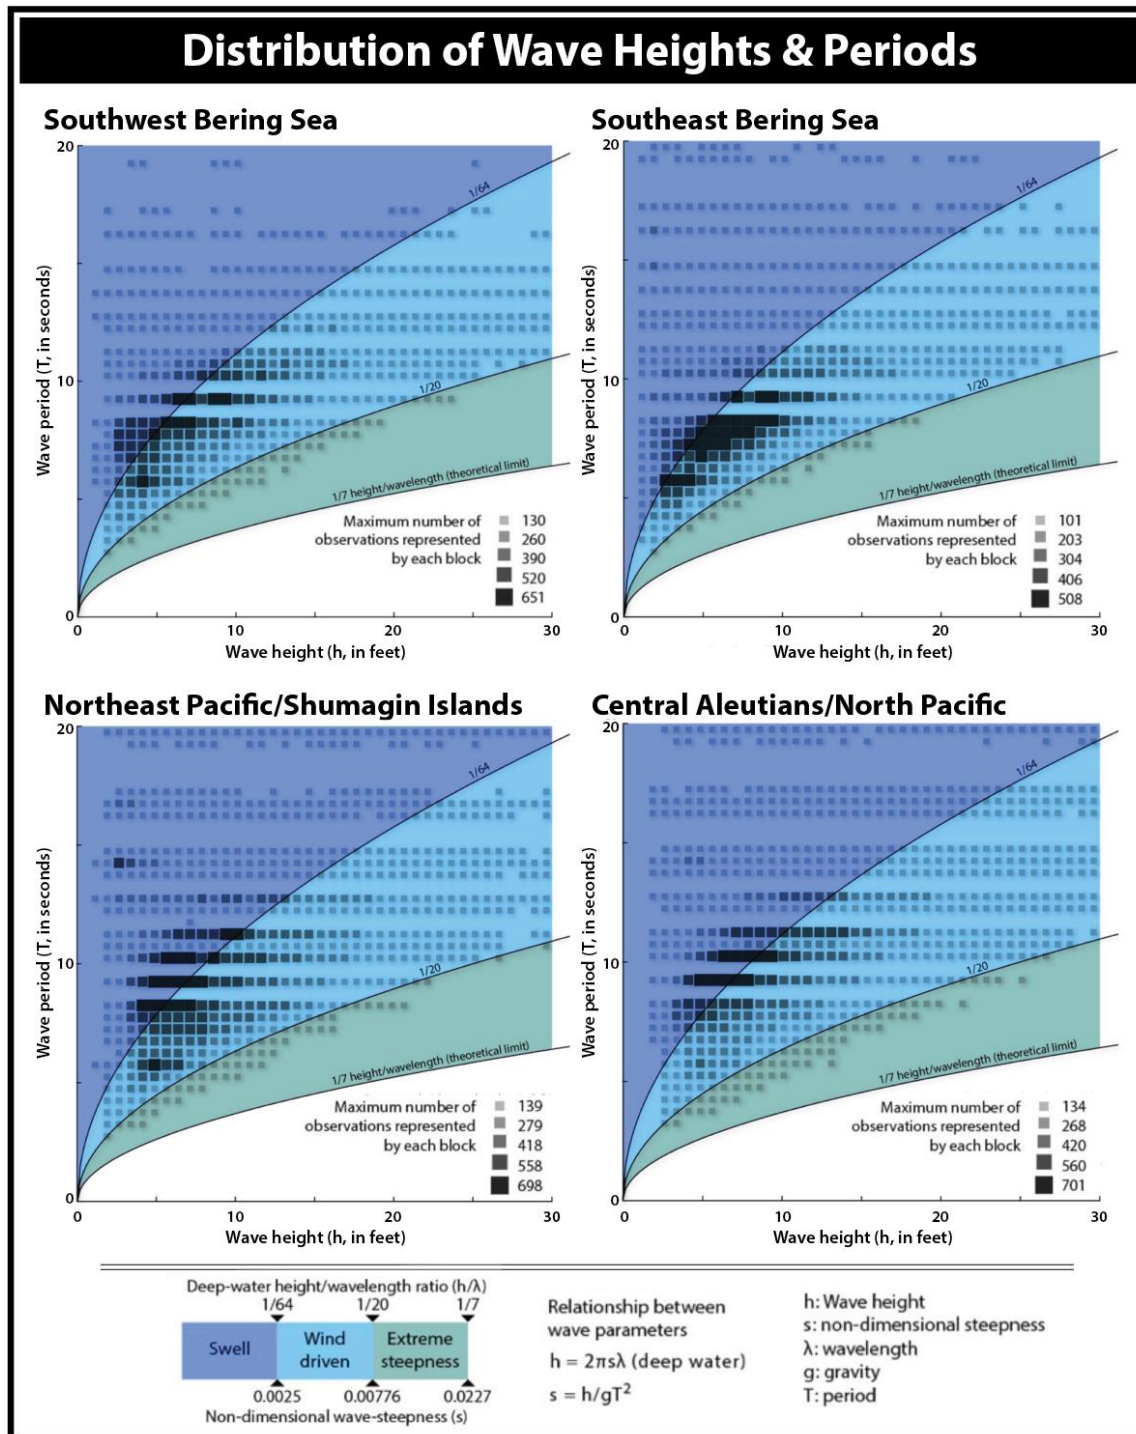 Distribution of Wave Heights & Periods
Southwest Bering Sea
20
10
0
0
10
20
30
Wave period (T, in seconds)
Wave height (h, in feet)
1/64
1/20
1/7 height/wavelength (theoretical limit)
Maximum number of
observations represented
by each block
130
260
390
520
651
Southeast Bering Sea
20
10
0
0
10
20
30
Wave period (T, in seconds)
Wave height (h, in feet)
1/64
1/20
1/7 height/wavelength (theoretical limit)
Maximum number of
observations represented
by each block
101
203
304
406
508
Northeast Pacific/Shumagin Islands
20
10
0
0
10
20
30
Wave period (T, in seconds)
Wave height (h, in feet)
1/64
1/20
1/7 height/wavelength (theoretical limit)
Maximum number of
observations represented
by each block
139
279
418
558
698
Central Aleutians/North Pacific
20
10
0
0
10
20
30
Wave period (T, in seconds)
Wave height (h, in feet)
1/64
1/20
1/7 height/wavelength (theoretical limit)
Maximum number of
observations represented
by each block
134
268
420
560
701
Deep-water height/wavelength ratio (h/λ)
1/64 1/20 1/7
Swell
Wind
driven
Extreme
steepness
0.0025 0.00776 0.0227
Non-dimensional wave-steepness (s)
Relationship between
wave parameters
h = 2πsλ (deep water)
s = h/gT²
h: Wave height
s: non-dimensional steepness
λ: wavelength
g: gravity
T: period